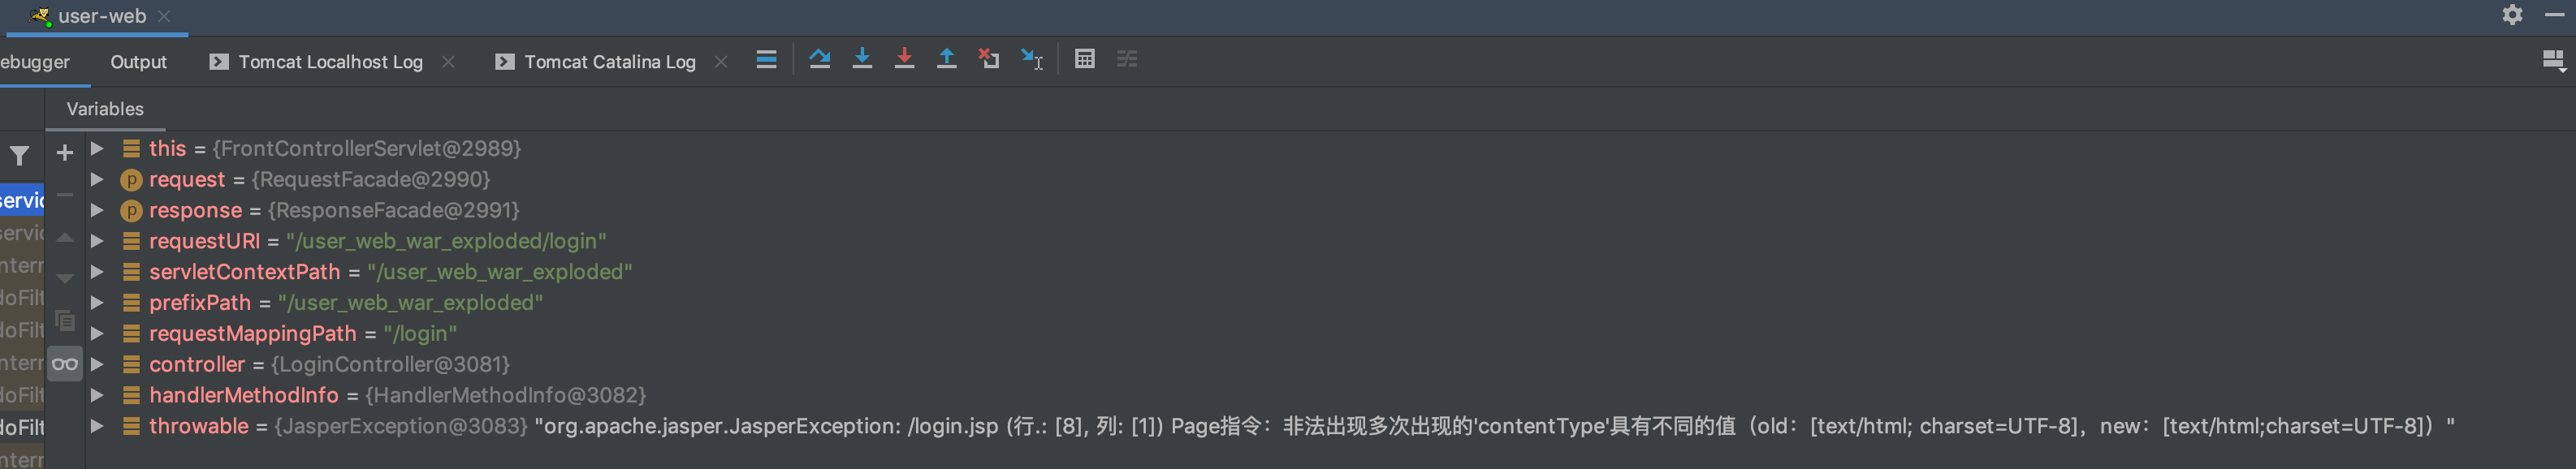 user-web
ebugger Output Tomcat Localhost Log Tomcat Catalina Log
Variables
this = {FrontControllerServlet@2989}
p request = {RequestFacade@2990}
servic
p response = {ResponseFacade@2991}
servic
requestURI = "/user_web_war_exploded/login"
intern
servletContextPath = "/user_web_war_exploded"
doFilt
prefixPath = "/user_web_war_exploded"
doFilt
requestMappingPath = "/login"
intern
controller = {LoginController@3081}
doFilt
handlerMethodInfo = {HandlerMethodInfo@3082}
doFilt
throwable = {JasperException@3083} "org.apache.jasper.JasperException: /login.jsp (行.: [8], 列: [1]) Page指令：非法出现多次出现的'contentType'具有不同的值（old：[text/html; charset=UTF-8]，new：[text/html;charset=UTF-8]）"
intern